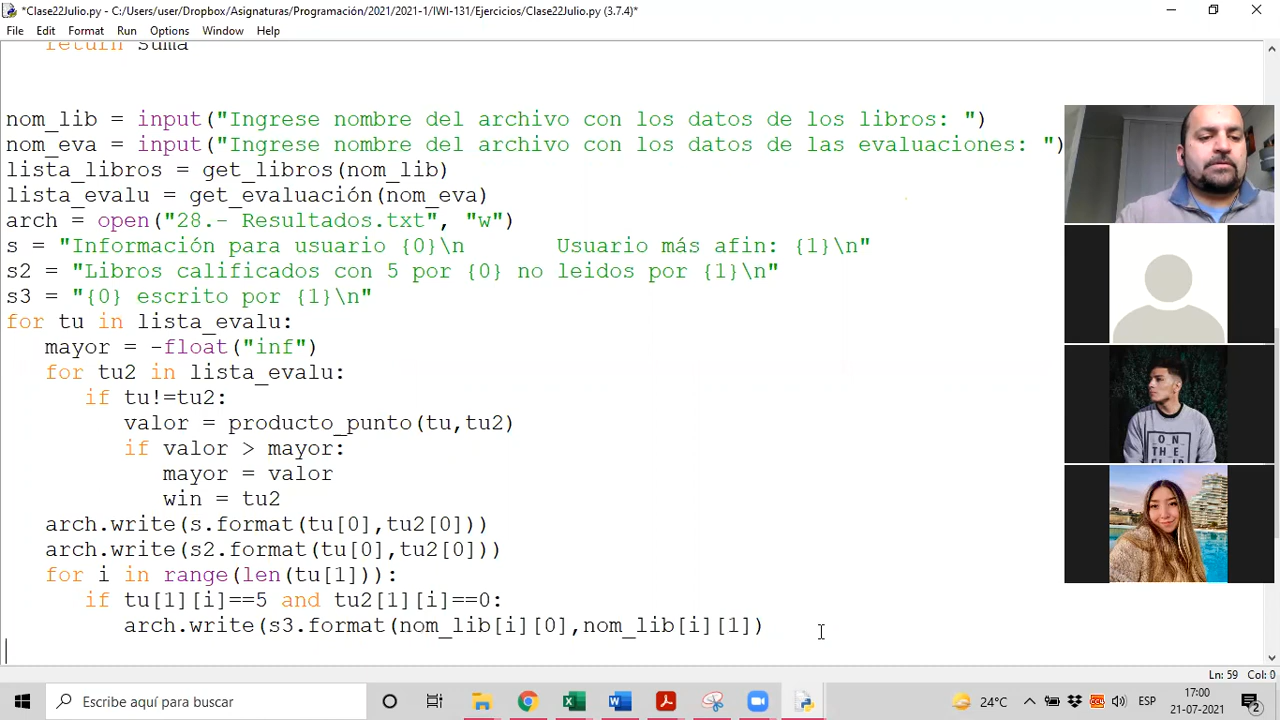 *Clase22Julio.py - C:/Users/user/Dropbox/Asignaturas/Programación/2021/2021-1/IWI-131/Ejercicios/Clase22Julio.py (3.7.4)*
File Edit Format Run Options Window Help
return suma
nom_lib = input("Ingrese nombre del archivo con los datos de los libros: ")
nom_eva = input("Ingrese nombre del archivo con los datos de las evaluaciones: ")
lista_libros = get_libros(nom_lib)
lista_evalu = get_evaluación(nom_eva)
arch = open("28.- Resultados.txt", "w")
s = "Información para usuario {0}\n       Usuario más afin: {1}\n"
s2 = "Libros calificados con 5 por {0} no leidos por {1}\n"
s3 = "{0} escrito por {1}\n"
for tu in lista_evalu:
   mayor = -float("inf")
   for tu2 in lista_evalu:
      if tu!=tu2:
         valor = producto_punto(tu,tu2)
         if valor > mayor:
            mayor = valor
            win = tu2
   arch.write(s.format(tu[0],tu2[0]))
   arch.write(s2.format(tu[0],tu2[0]))
   for i in range(len(tu[1])):
      if tu[1][i]==5 and tu2[1][i]==0:
         arch.write(s3.format(nom_lib[i][0],nom_lib[i][1])
ON
THE
Ln: 59 Col: 0
Escribe aquí para buscar
24°C ESP 17:00
21-07-2021
2